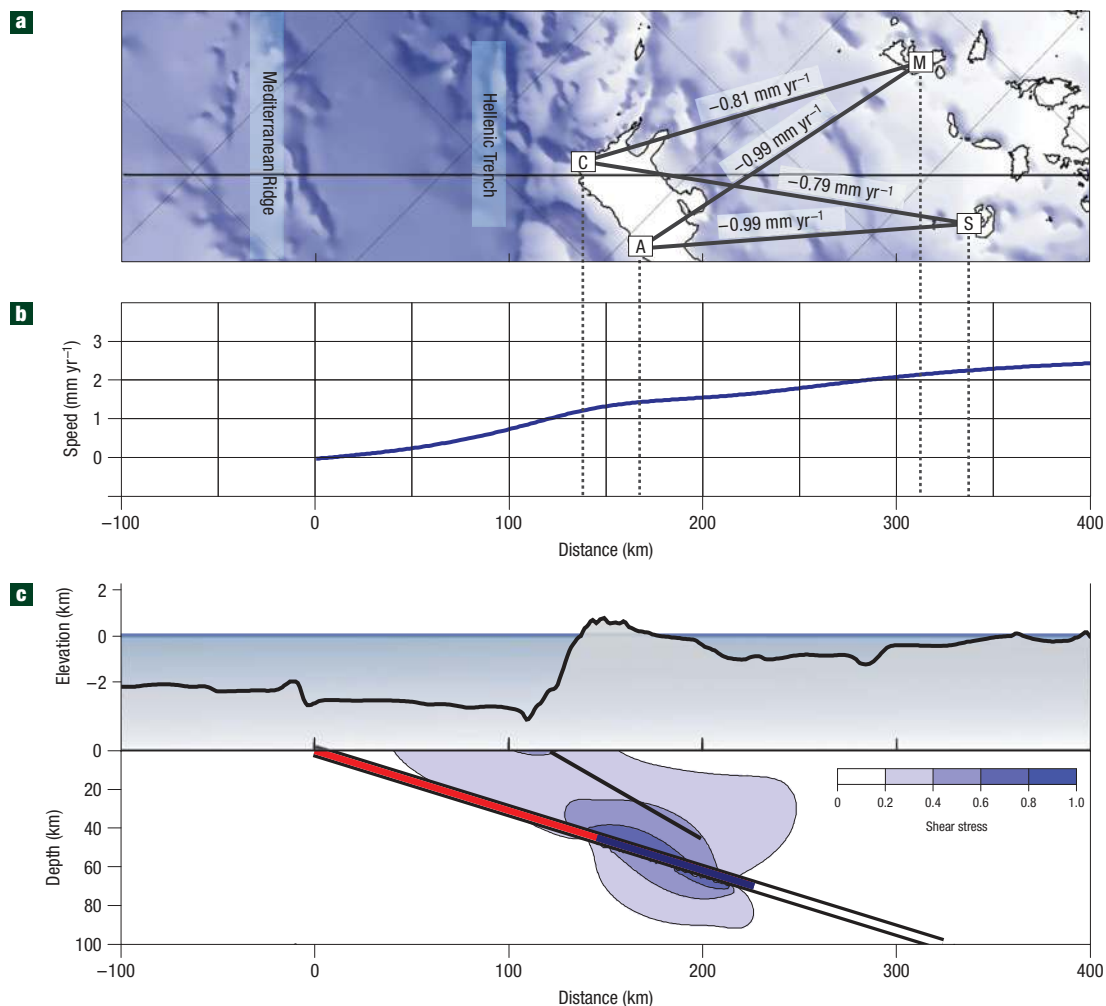 a
Mediterranean Ridge
Hellenic Trench
C
M
A
S
−0.81 mm yr−1
−0.99 mm yr−1
−0.79 mm yr−1
−0.99 mm yr−1
b
Speed (mm yr−1)
3
2
1
0
−100
0
100
200
300
400
Distance (km)
c
Elevation (km)
2
0
−2
0
20
40
60
80
100
Depth (km)
0
0.2
0.4
0.6
0.8
1.0
Shear stress
−100
0
100
200
300
400
Distance (km)